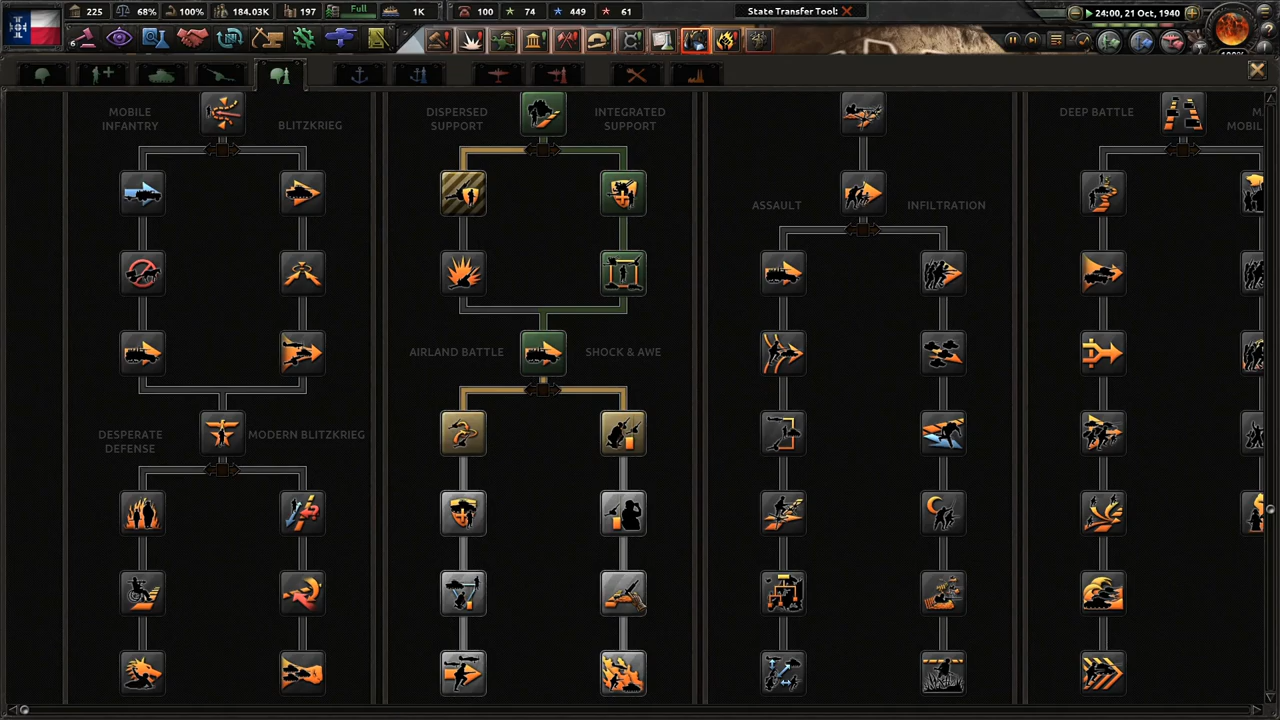 225 68% 100% 184.03K 197 Full 1K 100 74 449 61 State Transfer Tool: 24:00, 21 Oct, 1940
6
100%
MOBILE INFANTRY
BLITZKRIEG
DISPERSED SUPPORT
INTEGRATED SUPPORT
DEEP BATTLE
ASSAULT
INFILTRATION
AIRLAND BATTLE
SHOCK & AWE
DESPERATE DEFENSE
MODERN BLITZKRIEG